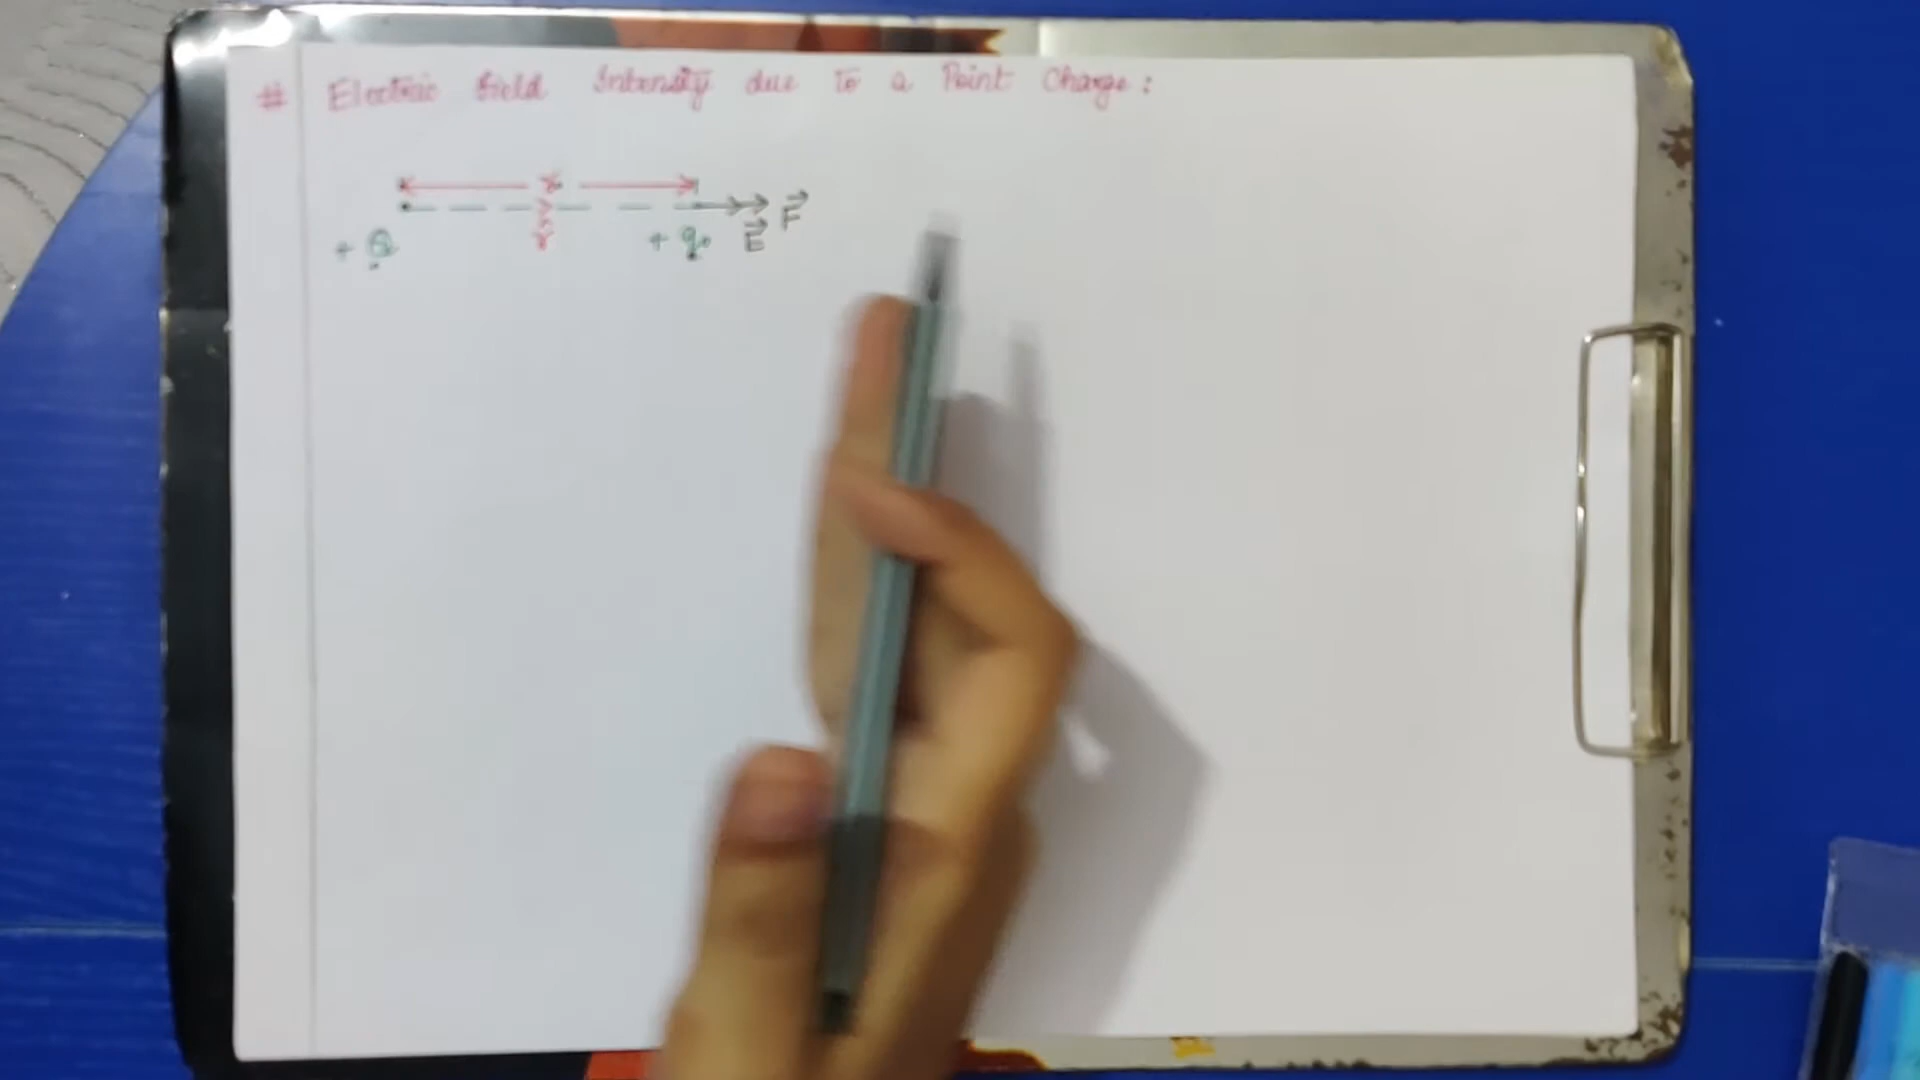 # Electric field Intensity due To a Point Charge:
r
+ Q r + q₀ E⃗ F⃗